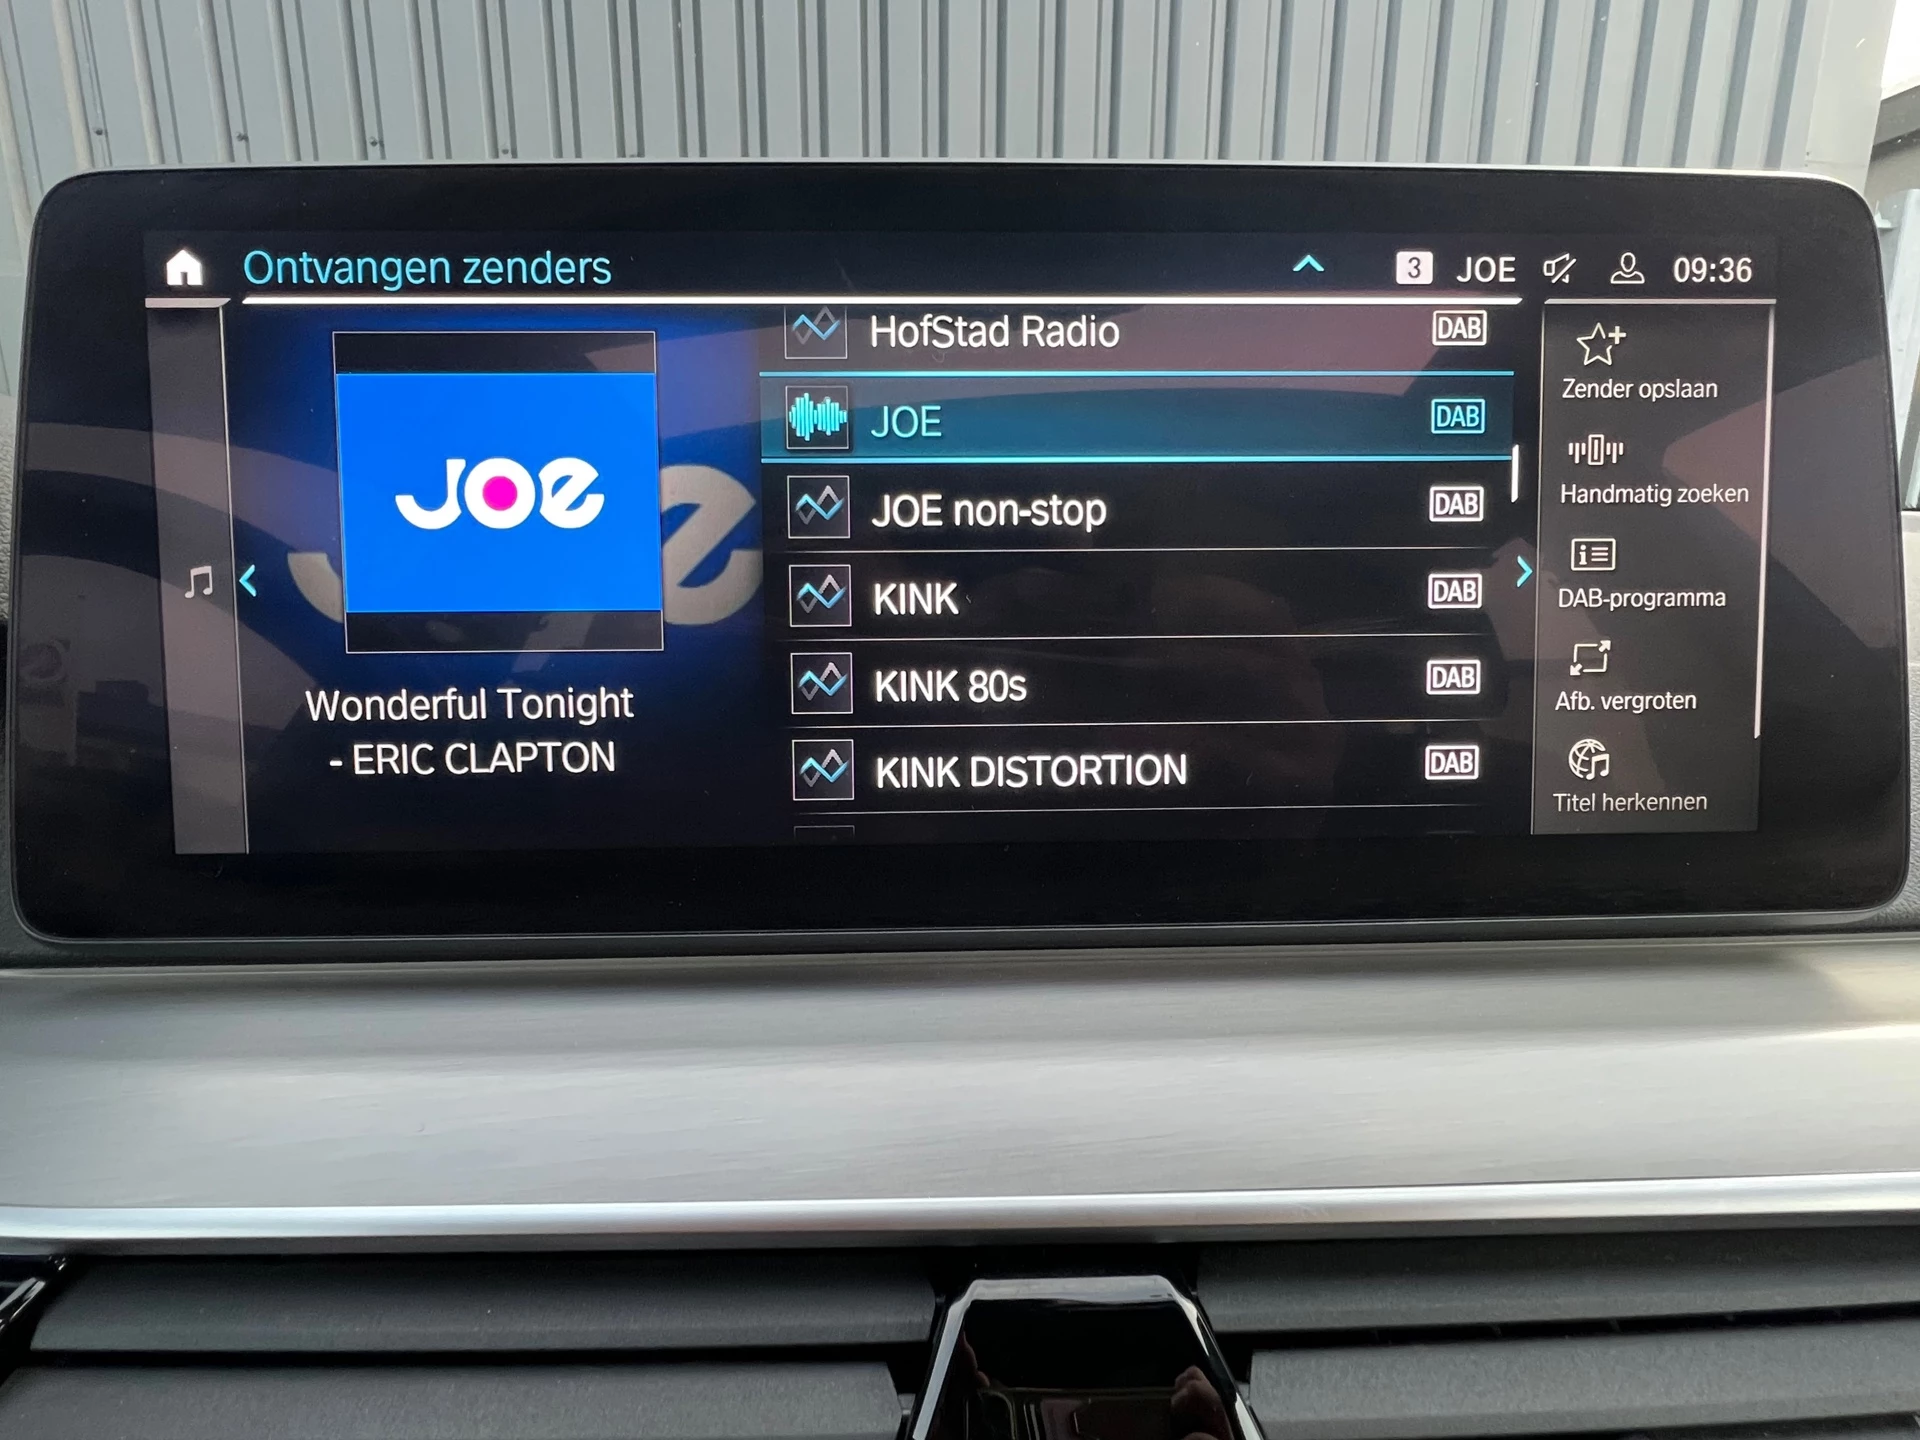 Ontvangen zenders
3 JOE 09:36
JOE
Wonderful Tonight
- ERIC CLAPTON
HofStad Radio DAB
JOE DAB
JOE non-stop DAB
KINK DAB
KINK 80s DAB
KINK DISTORTION DAB
Zender opslaan
Handmatig zoeken
DAB-programma
Afb. vergroten
Titel herkennen